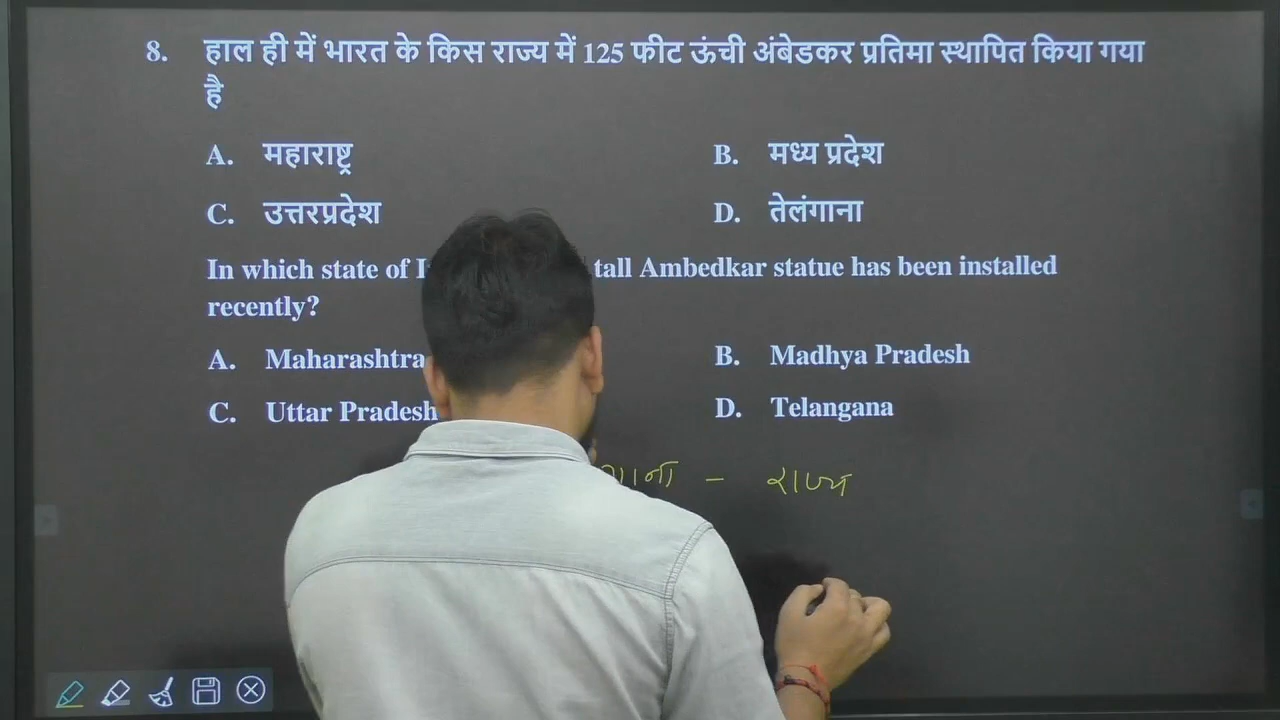 8. हाल ही में भारत के किस राज्य में 125 फीट ऊंची अंबेडकर प्रतिमा स्थापित किया गया
है
A. महाराष्ट्र B. मध्य प्रदेश
C. उत्तरप्रदेश D. तेलंगाना
In which state of tall Ambedkar statue has been installed
recently?
A. Maharashtra B. Madhya Pradesh
C. Uttar Pradesh D. Telangana
- राज्य